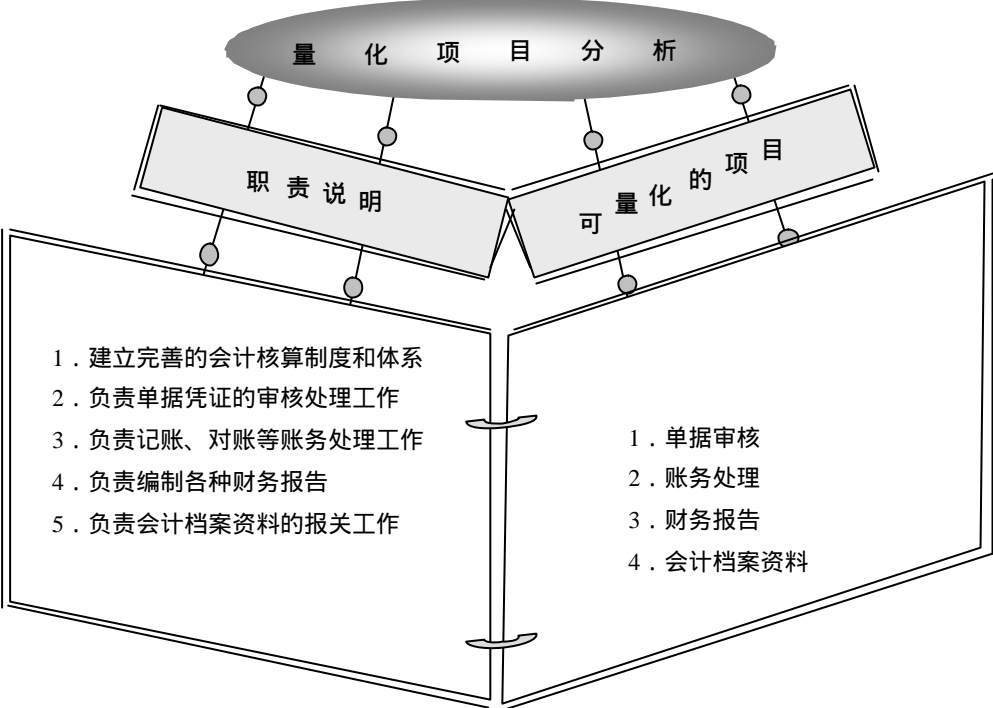 量化项目分析
职责说明
可量化的项目
1．建立完善的会计核算制度和体系
2．负责单据凭证的审核处理工作
3．负责记账、对账等账务处理工作
4．负责编制各种财务报告
5．负责会计档案资料的报关工作
1．单据审核
2．账务处理
3．财务报告
4．会计档案资料